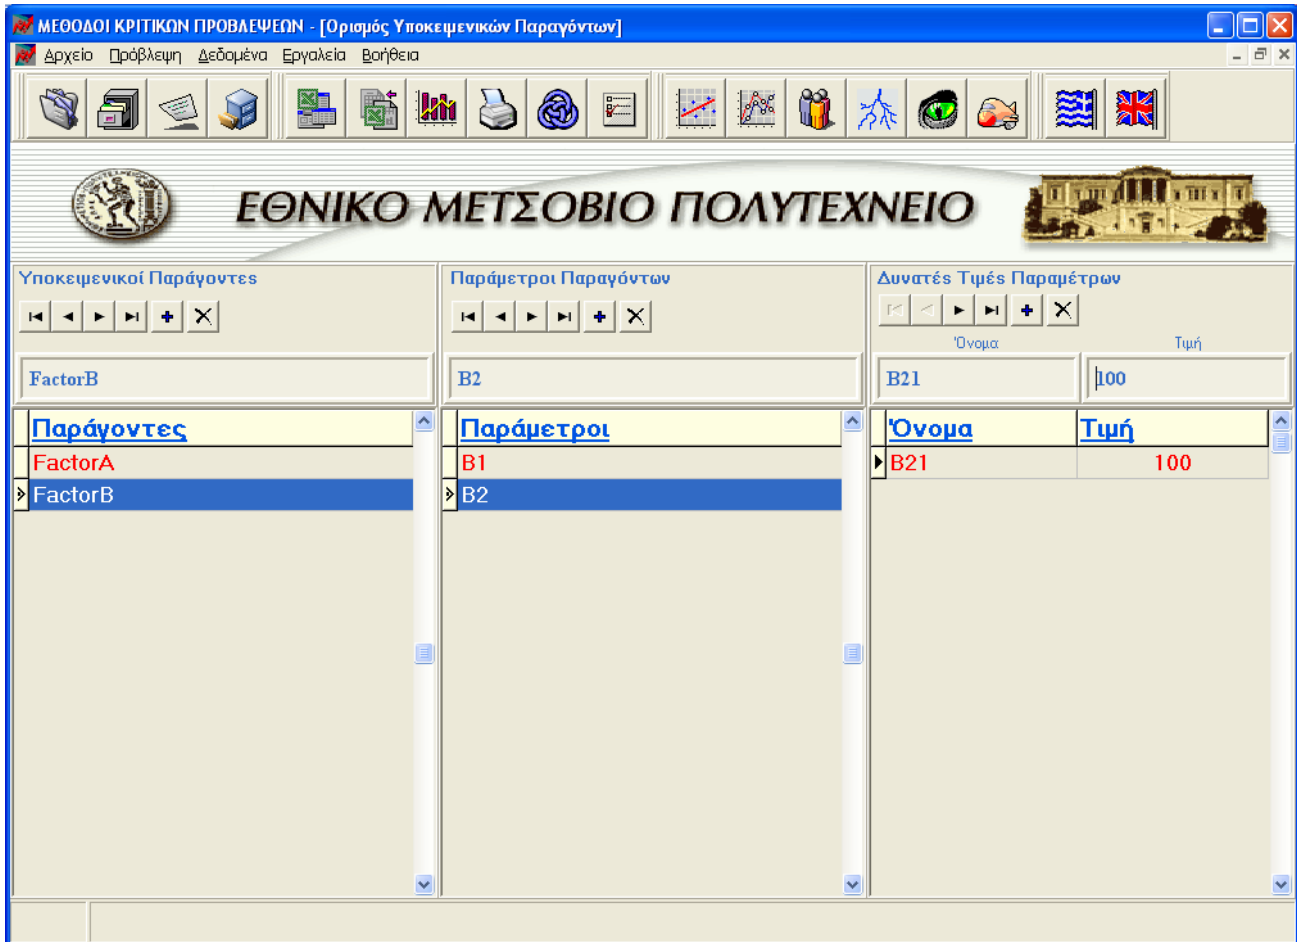 ΜΕΘΟΔΟΙ ΚΡΙΤΙΚΩΝ ΠΡΟΒΛΕΨΕΩΝ - [Ορισμός Υποκειμενικών Παραγόντων]
Αρχείο Πρόβλεψη Δεδομένα Εργαλεία Βοήθεια
ΕΘΝΙΚΟ ΜΕΤΣΟΒΙΟ ΠΟΛΥΤΕΧΝΕΙΟ
Υποκειμενικοί Παράγοντες
Παράμετροι Παραγόντων
Δυνατές Τιμές Παραμέτρων
Όνομα Τιμή
FactorB
B2
B21 100
Παράγοντες
Παράμετροι
Όνομα Τιμή
FactorA
B1
B21 100
FactorB
B2